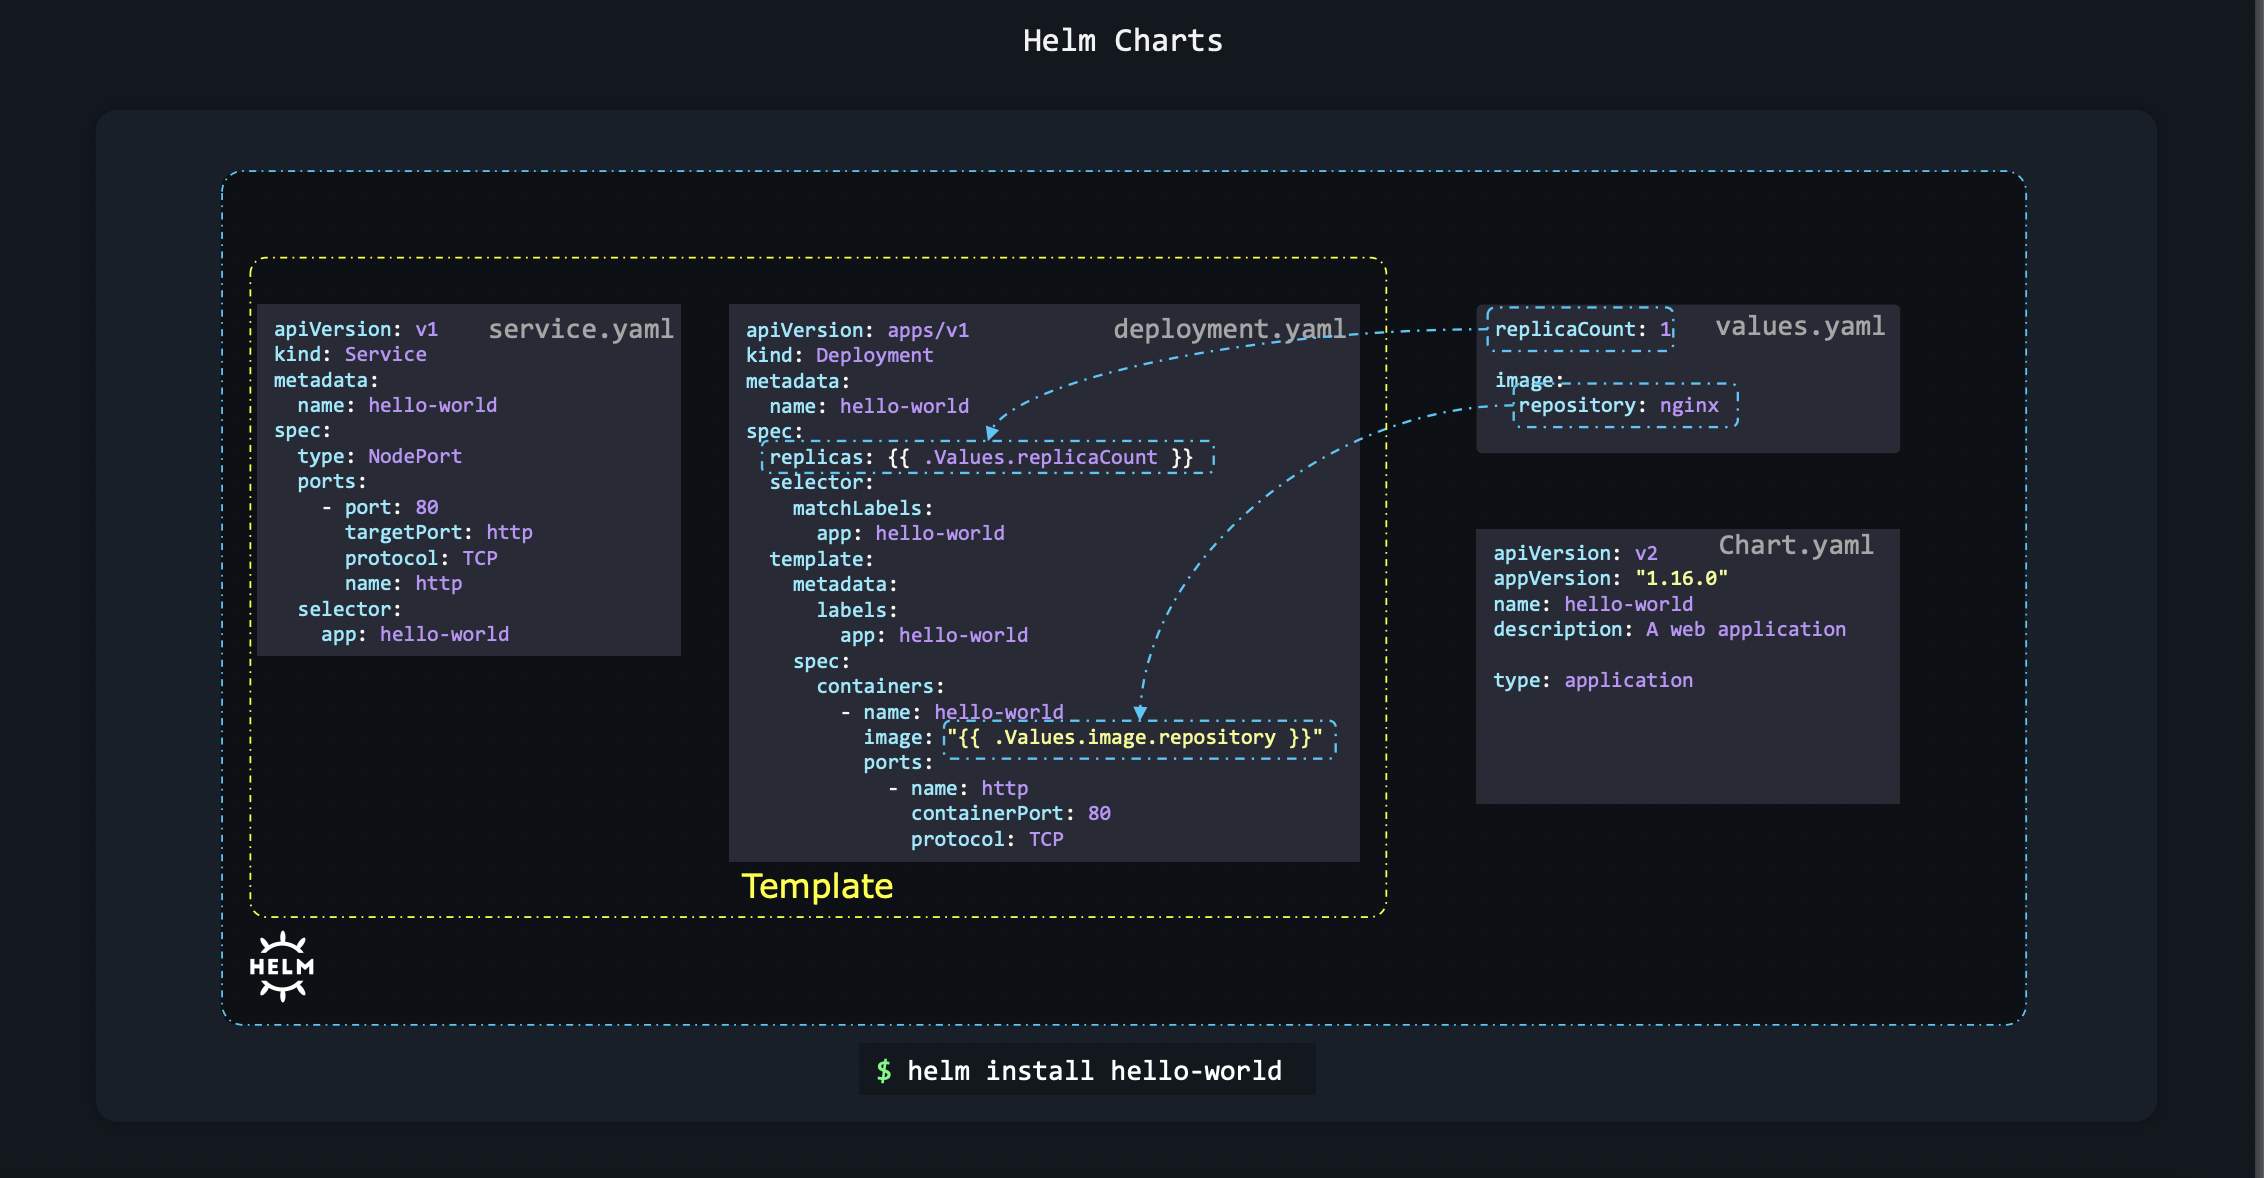 Helm Charts
service.yaml
apiVersion: v1
kind: Service
metadata:
  name: hello-world
spec:
  type: NodePort
  ports:
    - port: 80
      targetPort: http
      protocol: TCP
      name: http
  selector:
    app: hello-world
deployment.yaml
apiVersion: apps/v1
kind: Deployment
metadata:
  name: hello-world
spec:
  replicas: {{ .Values.replicaCount }}
  selector:
    matchLabels:
      app: hello-world
  template:
    metadata:
      labels:
        app: hello-world
    spec:
      containers:
        - name: hello-world
          image: "{{ .Values.image.repository }}"
          ports:
            - name: http
              containerPort: 80
              protocol: TCP
Template
values.yaml
replicaCount: 1
image:
  repository: nginx
Chart.yaml
apiVersion: v2
appVersion: "1.16.0"
name: hello-world
description: A web application
type: application
HELM
$ helm install hello-world